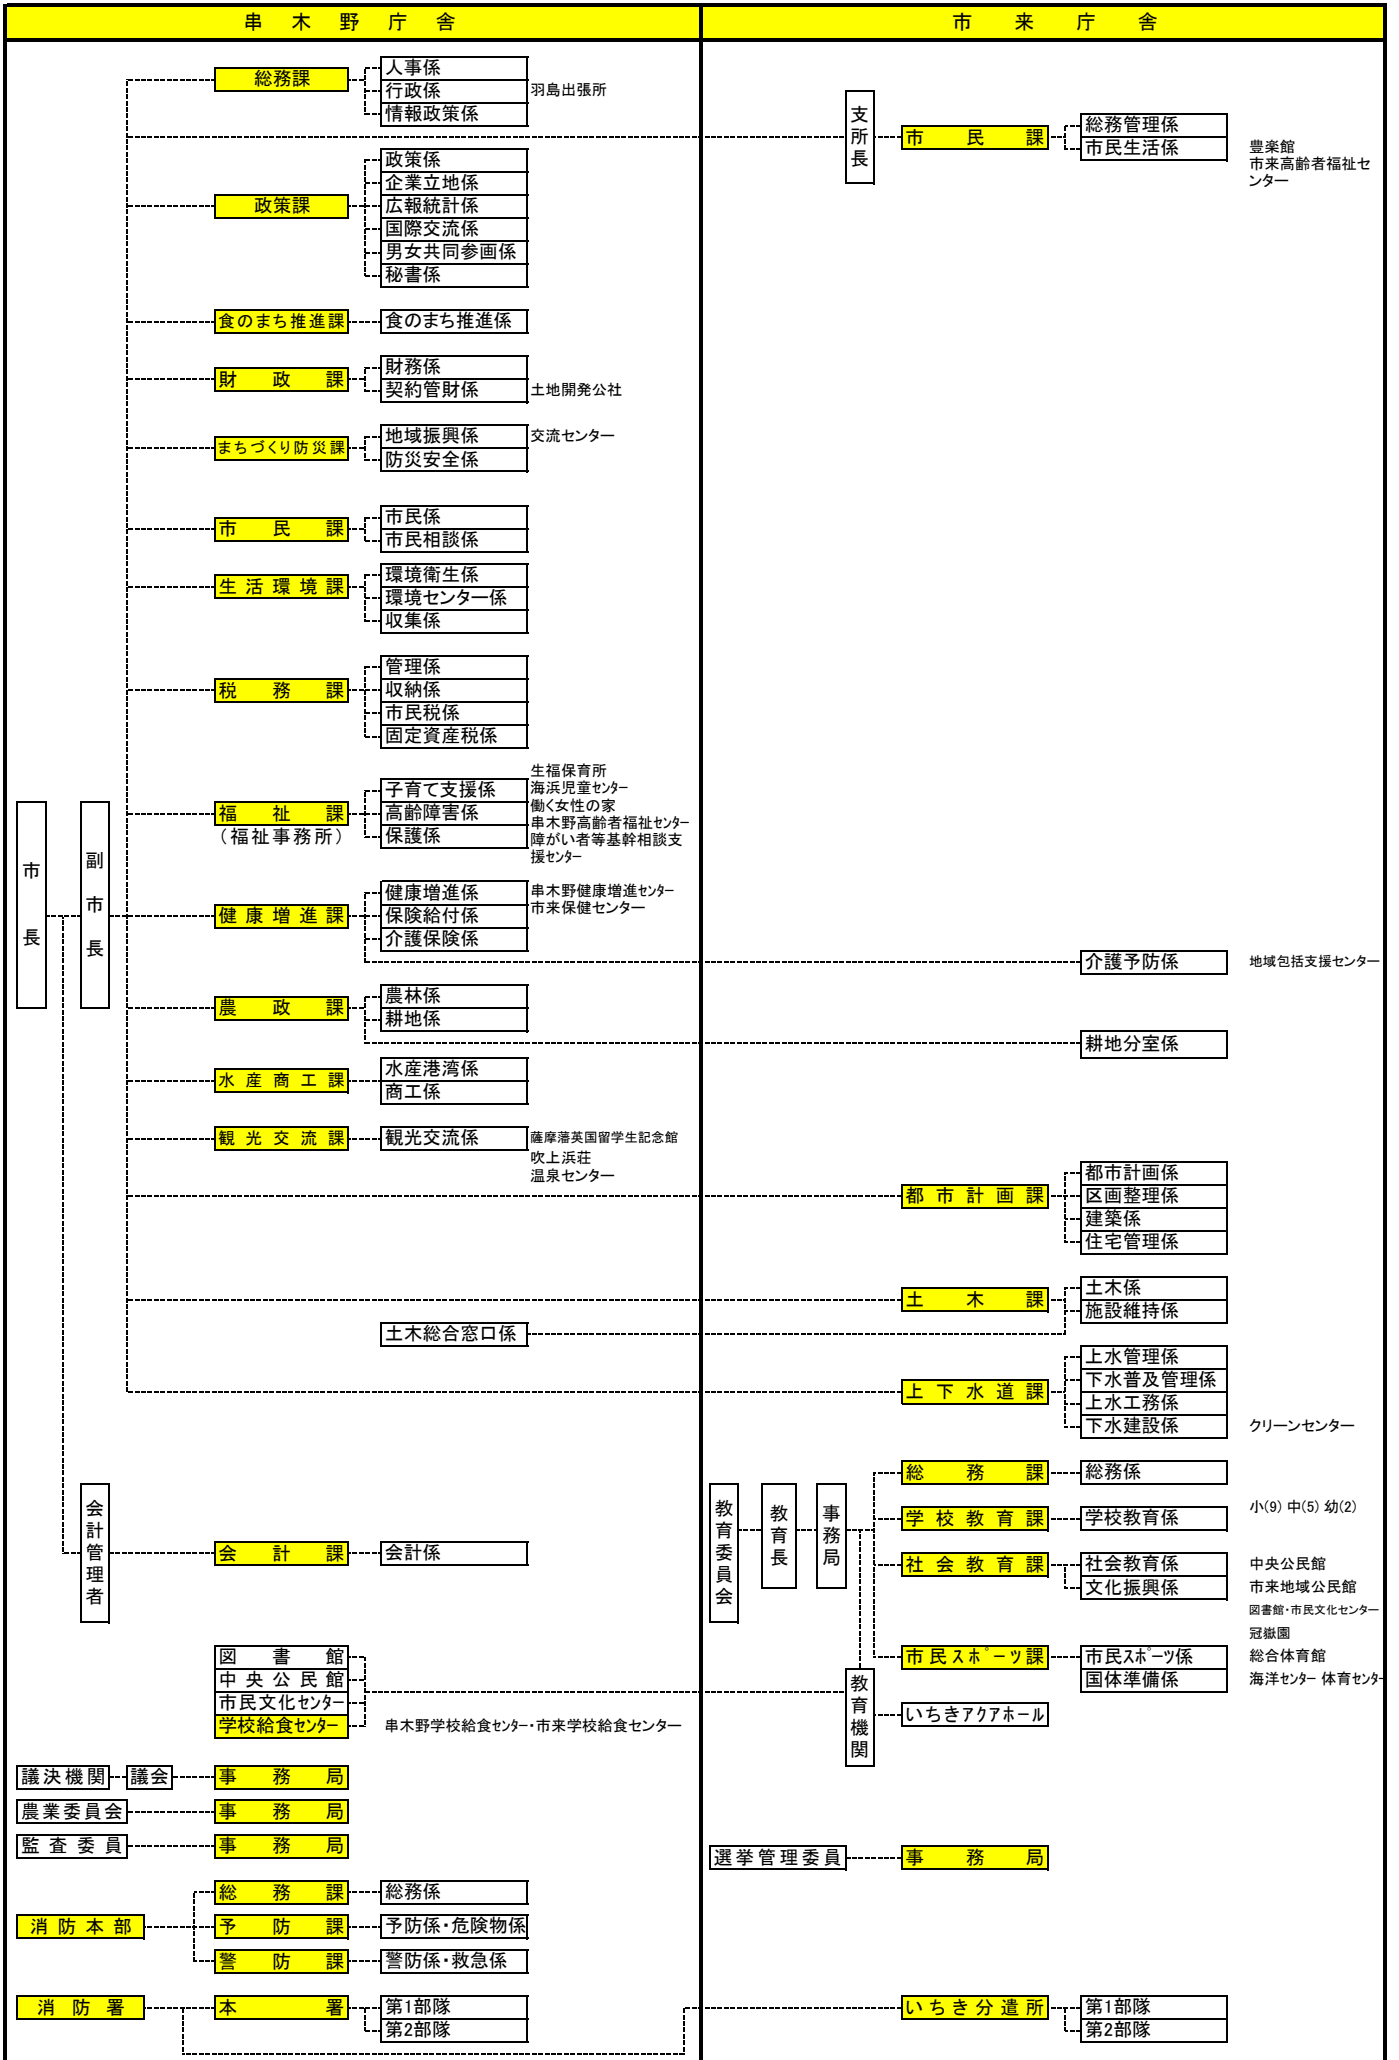 串木野庁舎
市来庁舎
総務課
人事係
行政係
情報政策係
羽島出張所
支所長
市民課
総務管理係
市民生活係
豊楽館
市来高齢者福祉セ
ンター
政策課
政策係
企業立地係
広報統計係
国際交流係
男女共同参画係
秘書係
食のまち推進課
食のまち推進係
財政課
財務係
契約管財係
土地開発公社
まちづくり防災課
地域振興係
防災安全係
交流センター
市民課
市民係
市民相談係
生活環境課
環境衛生係
環境センター係
収集係
税務課
管理係
収納係
市民税係
固定資産税係
市長
副市長
福祉課
(福祉事務所)
子育て支援係
高齢障害係
保護係
生福保育所
海浜児童センター
働く女性の家
串木野高齢者福祉センター
障がい者等基幹相談支
援センター
健康増進課
健康増進係
保険給付係
介護保険係
串木野健康増進センター
市来保健センター
介護予防係
地域包括支援センター
農政課
農林係
耕地係
耕地分室係
水産商工課
水産港湾係
商工係
観光交流課
観光交流係
薩摩藩英国留学生記念館
吹上浜荘
温泉センター
都市計画課
都市計画係
区画整理係
建築係
住宅管理係
土木課
土木係
施設維持係
土木総合窓口係
上下水道課
上水管理係
下水普及管理係
上水工務係
下水建設係
クリーンセンター
会計管理者
会計課
会計係
教育委員会
教育長
事務局
総務課
総務係
学校教育課
学校教育係
小(9) 中(5) 幼(2)
社会教育課
社会教育係
文化振興係
中央公民館
市来地域公民館
図書館・市民文化センター
冠嶽園
市民スポーツ課
市民スポーツ係
国体準備係
総合体育館
海洋センター 体育センター
図書館
中央公民館
市民文化センター
学校給食センター
串木野学校給食センター・市来学校給食センター
教育機関
いちきアクアホール
議決機関
議会
事務局
農業委員会
事務局
監査委員
事務局
選挙管理委員
事務局
消防本部
総務課
総務係
予防課
予防係・危険物係
警防課
警防係・救急係
消防署
本署
第1部隊
第2部隊
いちき分遣所
第1部隊
第2部隊